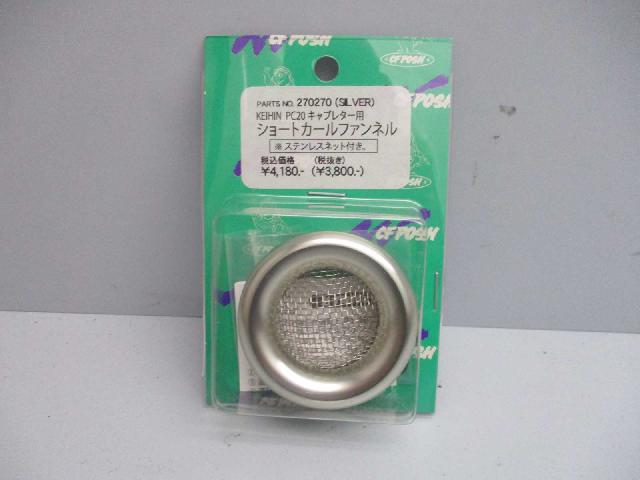 CF POSH
CF POSH
CF POSH
PARTS NO. 270270 (SILVER)
KEIHIN PC20 キャブレター用
ショートカールファンネル
※ ステンレスネット付き。
税込価格 (税抜き)
¥4,180.- (¥3,800.-)
CF POSH